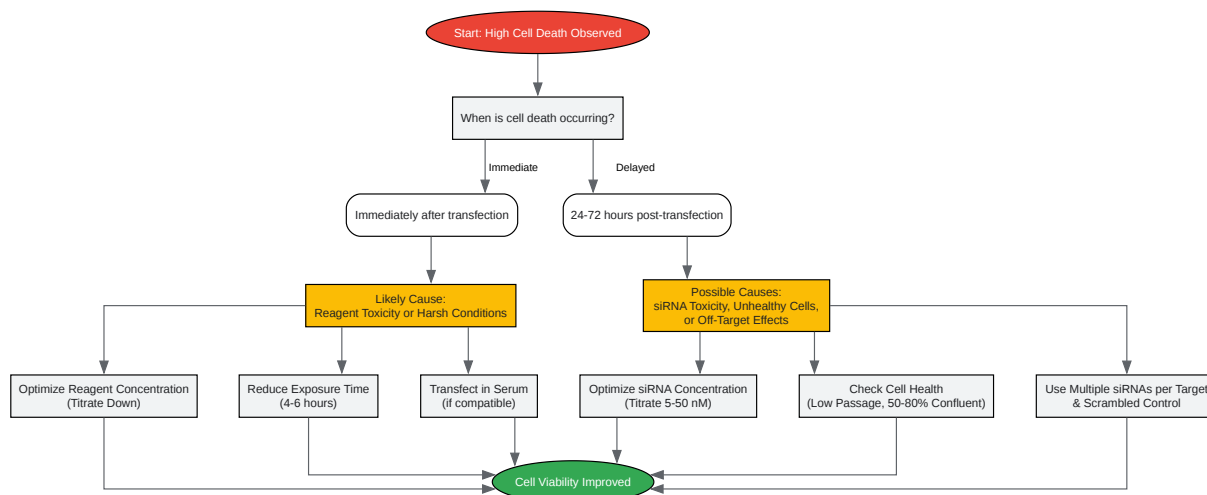 Start: High Cell Death Observed
When is cell death occurring?
Immediate
Delayed
Immediately after transfection
24-72 hours post-transfection
Likely Cause:
Reagent Toxicity or Harsh Conditions
Possible Causes:
siRNA Toxicity, Unhealthy Cells,
or Off-Target Effects
Optimize Reagent Concentration
(Titrate Down)
Reduce Exposure Time
(4-6 hours)
Transfect in Serum
(if compatible)
Optimize siRNA Concentration
(Titrate 5-50 nM)
Check Cell Health
(Low Passage, 50-80% Confluent)
Use Multiple siRNAs per Target
& Scrambled Control
Cell Viability Improved